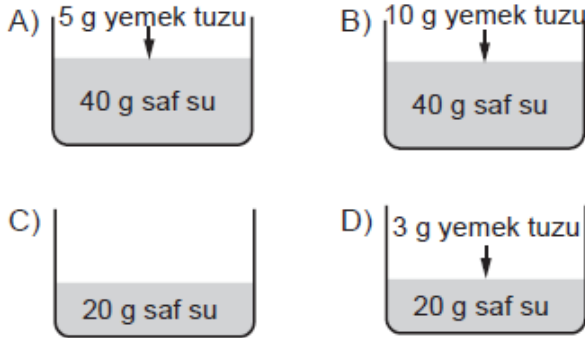 A) 5 g yemek tuzu
40 g saf su
B) 10 g yemek tuzu
40 g saf su
C)
20 g saf su
D) 3 g yemek tuzu
20 g saf su